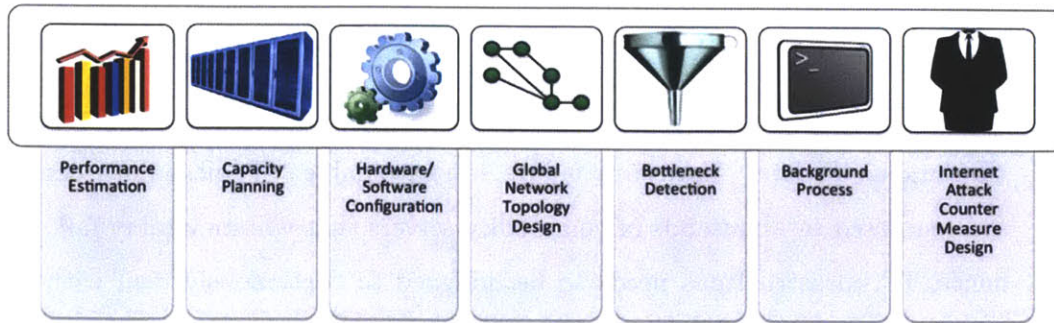 >_
Performance
Estimation
Capacity
Planning
Hardware/
Software
Configuration
Global
Network
Topology
Design
Bottleneck
Detection
Background
Process
Internet
Attack
Counter
Measure
Design